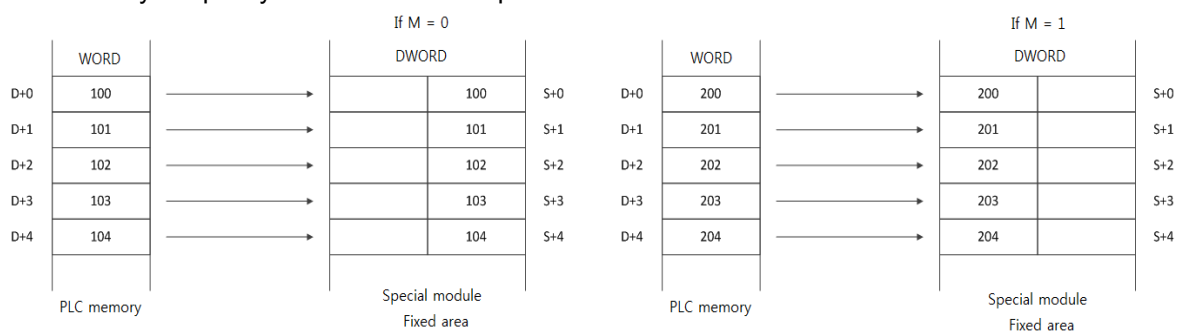 If M = 0
WORD
DWORD
D+0 100 100 S+0
D+1 101 101 S+1
D+2 102 102 S+2
D+3 103 103 S+3
D+4 104 104 S+4
PLC memory
Special module
Fixed area
If M = 1
WORD
DWORD
D+0 200 200 S+0
D+1 201 201 S+1
D+2 202 202 S+2
D+3 203 203 S+3
D+4 204 204 S+4
PLC memory
Special module
Fixed area